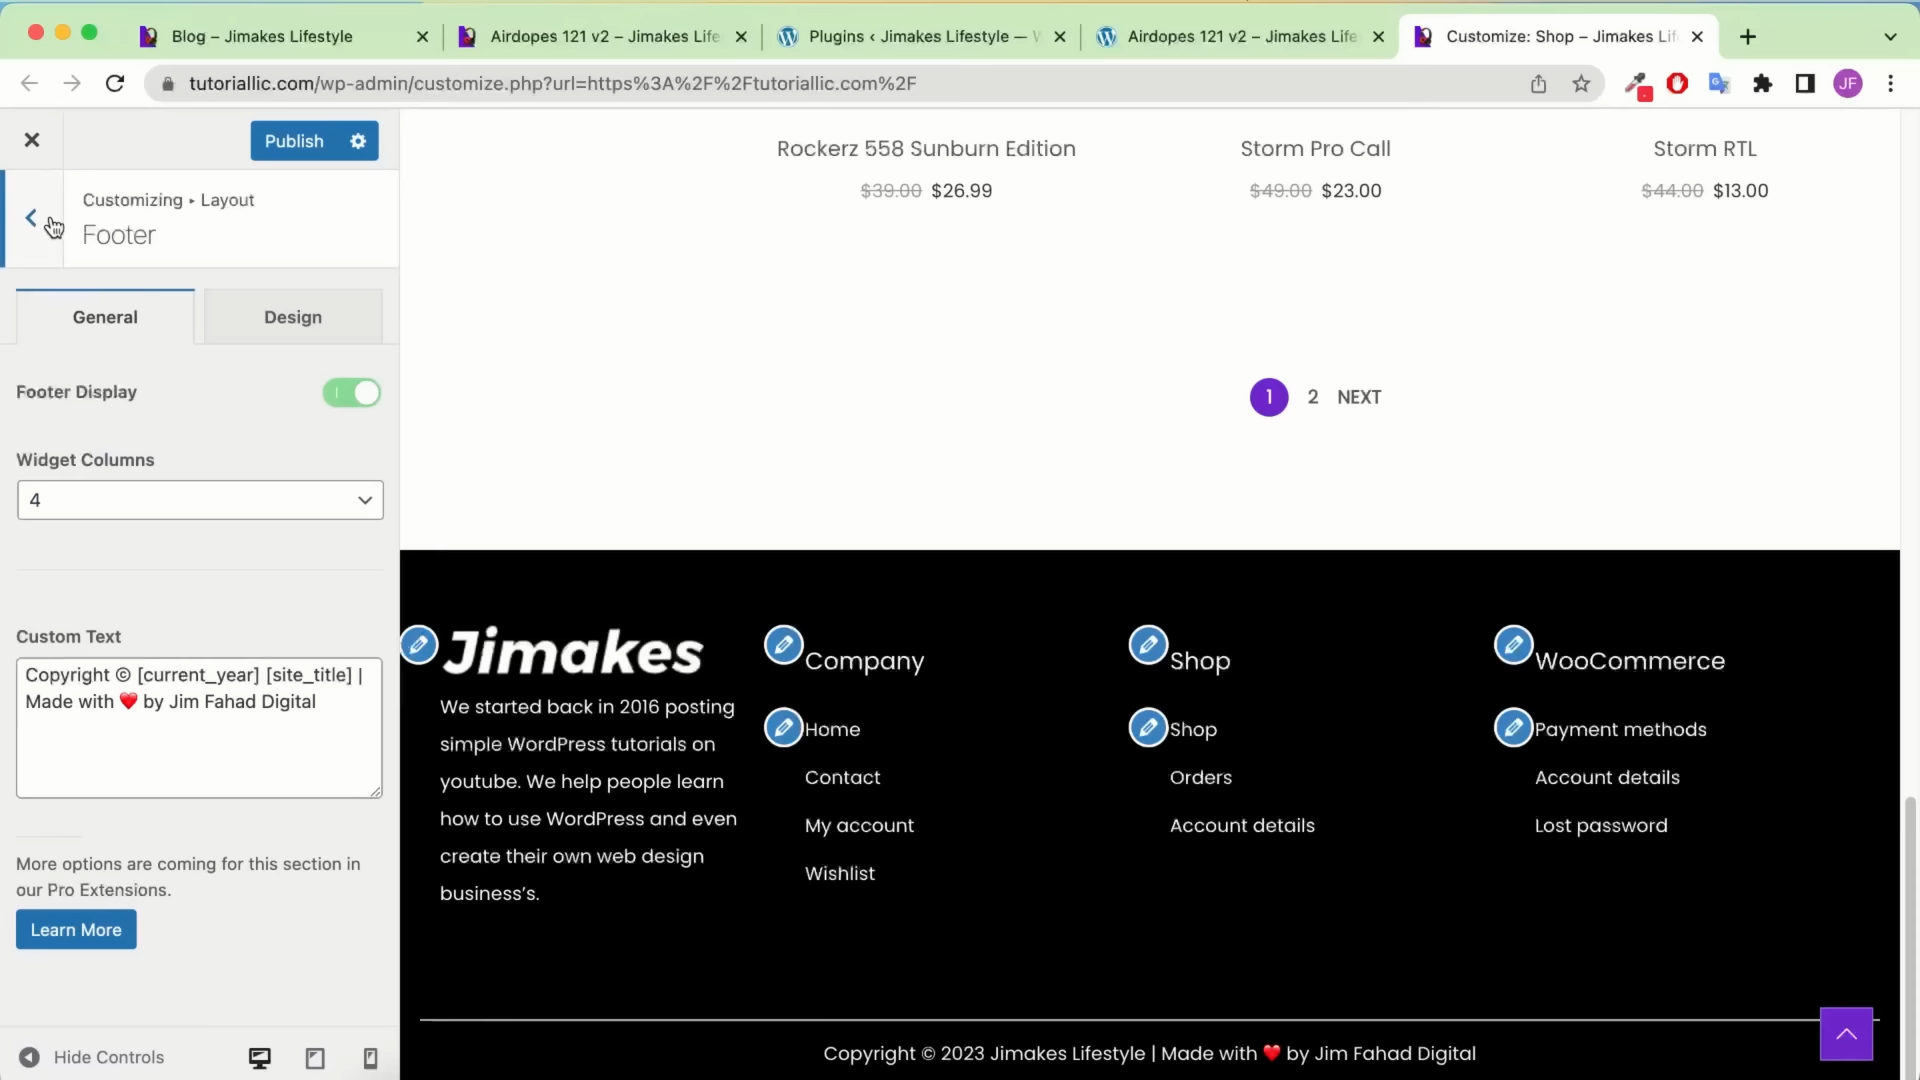 Blog – Jimakes Lifestyle
Airdopes 121 v2 – Jimakes Life
Plugins ‹ Jimakes Lifestyle —
Airdopes 121 v2 – Jimakes Life
Customize: Shop – Jimakes Lif
tutoriallic.com/wp-admin/customize.php?url=https%3A%2F%2Ftutoriallic.com%2F
JF
Publish
Customizing ▸ Layout
Footer
General
Design
Footer Display
Widget Columns
4
Custom Text
Copyright © [current_year] [site_title] |
Made with ❤️ by Jim Fahad Digital
More options are coming for this section in
our Pro Extensions.
Learn More
Hide Controls
Rockerz 558 Sunburn Edition
$39.00 $26.99
Storm Pro Call
$49.00 $23.00
Storm RTL
$44.00 $13.00
1 2 NEXT
Jimakes
We started back in 2016 posting
simple WordPress tutorials on
youtube. We help people learn
how to use WordPress and even
create their own web design
business’s.
Company
Home
Contact
My account
Wishlist
Shop
Shop
Orders
Account details
WooCommerce
Payment methods
Account details
Lost password
Copyright © 2023 Jimakes Lifestyle | Made with ❤️ by Jim Fahad Digital